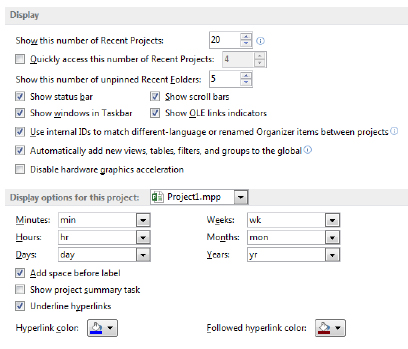 Display
Show this number of Recent Projects: 20
Quickly access this number of Recent Projects: 4
Show this number of unpinned Recent Folders: 5
Show status bar Show scroll bars
Show windows in Taskbar Show OLE links indicators
Use internal IDs to match different-language or renamed Organizer items between projects
Automatically add new views, tables, filters, and groups to the global
Disable hardware graphics acceleration
Display options for this project: Project1.mpp
Minutes: min Weeks: wk
Hours: hr Months: mon
Days: day Years: yr
Add space before label
Show project summary task
Underline hyperlinks
Hyperlink color: Followed hyperlink color: